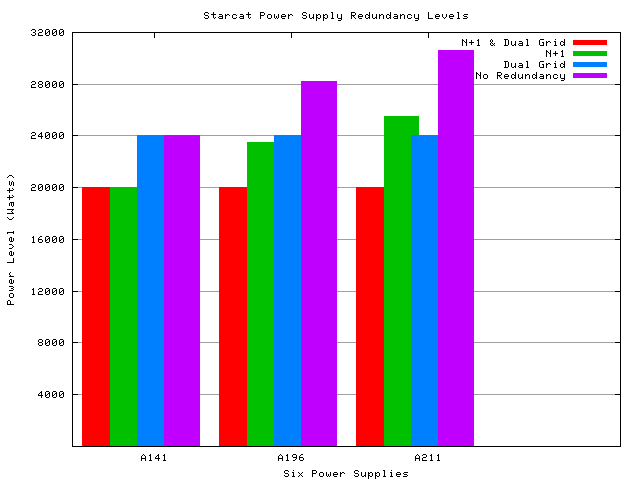 Starcat Power Supply Redundancy Levels
32000
28000
24000
20000
16000
12000
8000
4000
Power Level (Watts)
N+1 & Dual Grid
N+1
Dual Grid
No Redundancy
A141 A196 A211
Six Power Supplies